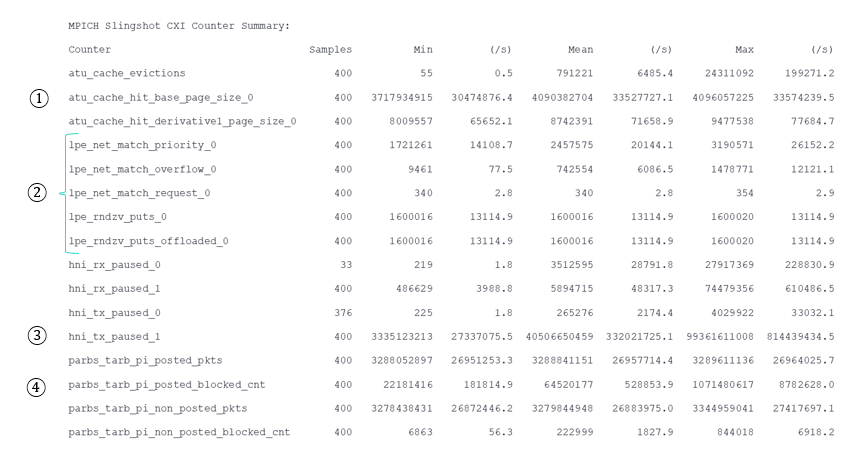 MPICH Slingshot CXI Counter Summary:
Counter Samples Min (/s) Mean (/s) Max (/s)
atu_cache_evictions 400 55 0.5 791221 6485.4 24311092 199271.2
① atu_cache_hit_base_page_size_0 400 3717934915 30474876.4 4090382704 33527727.1 4096057225 33574239.5
atu_cache_hit_derivative1_page_size_0 400 8009557 65652.1 8742391 71658.9 9477538 77684.7
lpe_net_match_priority_0 400 1721261 14108.7 2457575 20144.1 3190571 26152.2
lpe_net_match_overflow_0 400 9461 77.5 742554 6086.5 1478771 12121.1
② lpe_net_match_request_0 400 340 2.8 340 2.8 354 2.9
lpe_rndzv_puts_0 400 1600016 13114.9 1600016 13114.9 1600020 13114.9
lpe_rndzv_puts_offloaded_0 400 1600016 13114.9 1600016 13114.9 1600020 13114.9
hni_rx_paused_0 33 219 1.8 3512595 28791.8 27917369 228830.9
hni_rx_paused_1 400 486629 3988.8 5894715 48317.3 74479356 610486.5
hni_tx_paused_0 376 225 1.8 265276 2174.4 4029922 33032.1
③ hni_tx_paused_1 400 3335123213 27337075.5 40506650459 332021725.1 99361611008 814439434.5
parbs_tarb_pi_posted_pkts 400 3288052897 26951253.3 3288841151 26957714.4 3289611136 26964025.7
④ parbs_tarb_pi_posted_blocked_cnt 400 22181416 181814.9 64520177 528853.9 1071480617 8782628.0
parbs_tarb_pi_non_posted_pkts 400 3278438431 26872446.2 3279844948 26883975.0 3344959041 27417697.1
parbs_tarb_pi_non_posted_blocked_cnt 400 6863 56.3 222999 1827.9 844018 6918.2